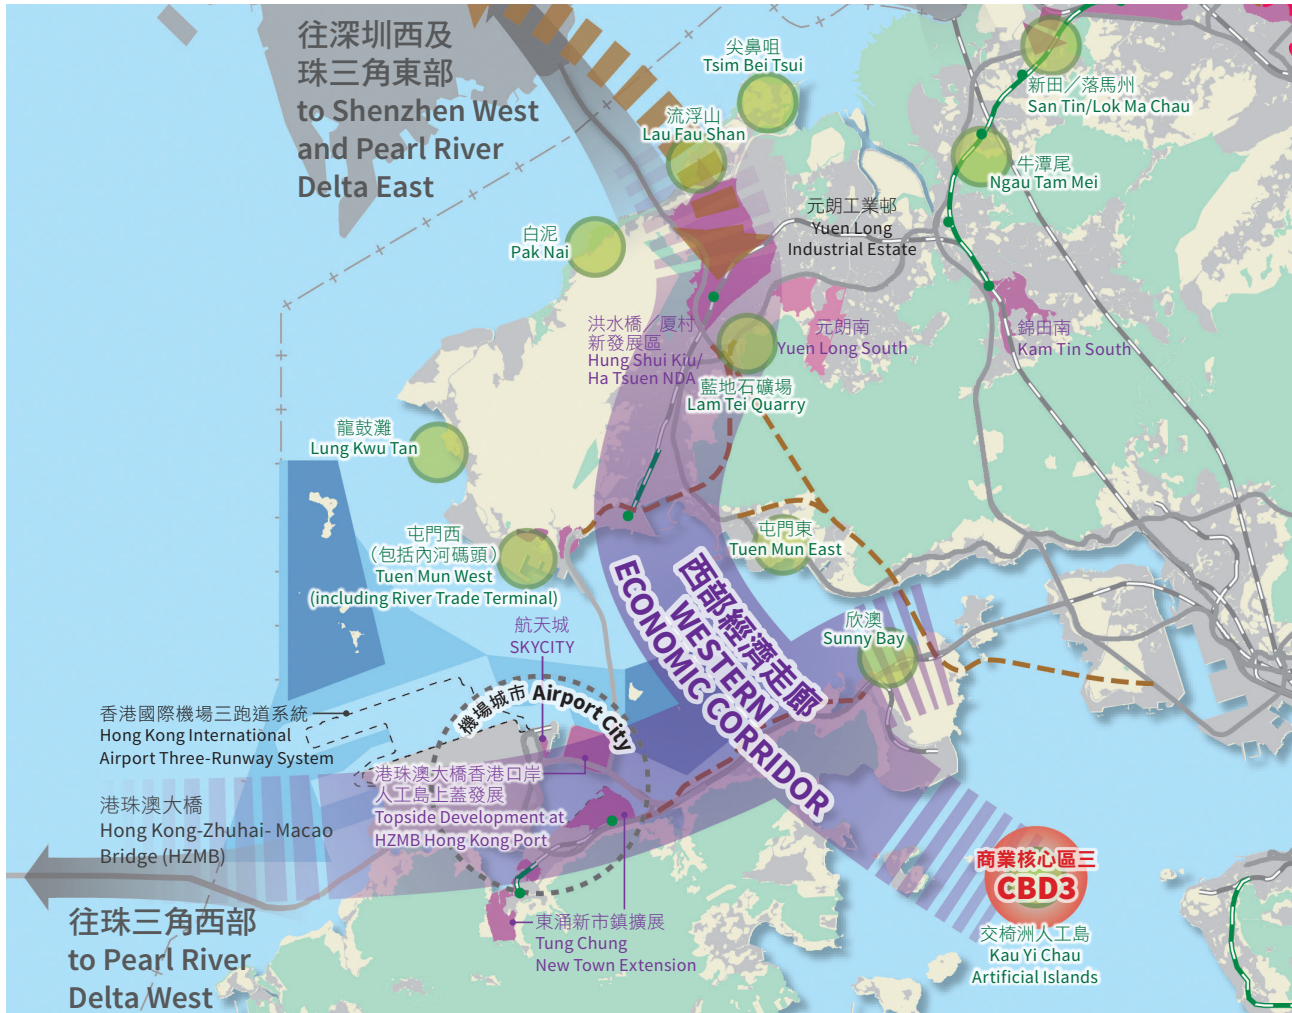 往深圳西及
珠三角東部
to Shenzhen West
and Pearl River
Delta East
尖鼻咀
Tsim Bei Tsui
流浮山
Lau Fau Shan
新田／落馬州
San Tin/Lok Ma Chau
牛潭尾
Ngau Tam Mei
元朗工業邨
Yuen Long
Industrial Estate
白泥
Pak Nai
洪水橋／厦村
新發展區
Hung Shui Kiu/
Ha Tsuen NDA
元朗南
Yuen Long South
錦田南
Kam Tin South
藍地石礦場
Lam Tei Quarry
龍鼓灘
Lung Kwu Tan
屯門西
（包括內河碼頭）
Tuen Mun West
(including River Trade Terminal)
屯門東
Tuen Mun East
西部經濟走廊
WESTERN
ECONOMIC CORRIDOR
欣澳
Sunny Bay
航天城
SKYCITY
機場城市 Airport City
香港國際機場三跑道系統
Hong Kong International
Airport Three-Runway System
港珠澳大橋香港口岸
人工島上蓋發展
Topside Development at
HZMB Hong Kong Port
港珠澳大橋
Hong Kong-Zhuhai- Macao
Bridge (HZMB)
商業核心區三
CBD3
交椅洲人工島
Kau Yi Chau
Artificial Islands
往珠三角西部
to Pearl River
Delta West
東涌新市鎮擴展
Tung Chung
New Town Extension